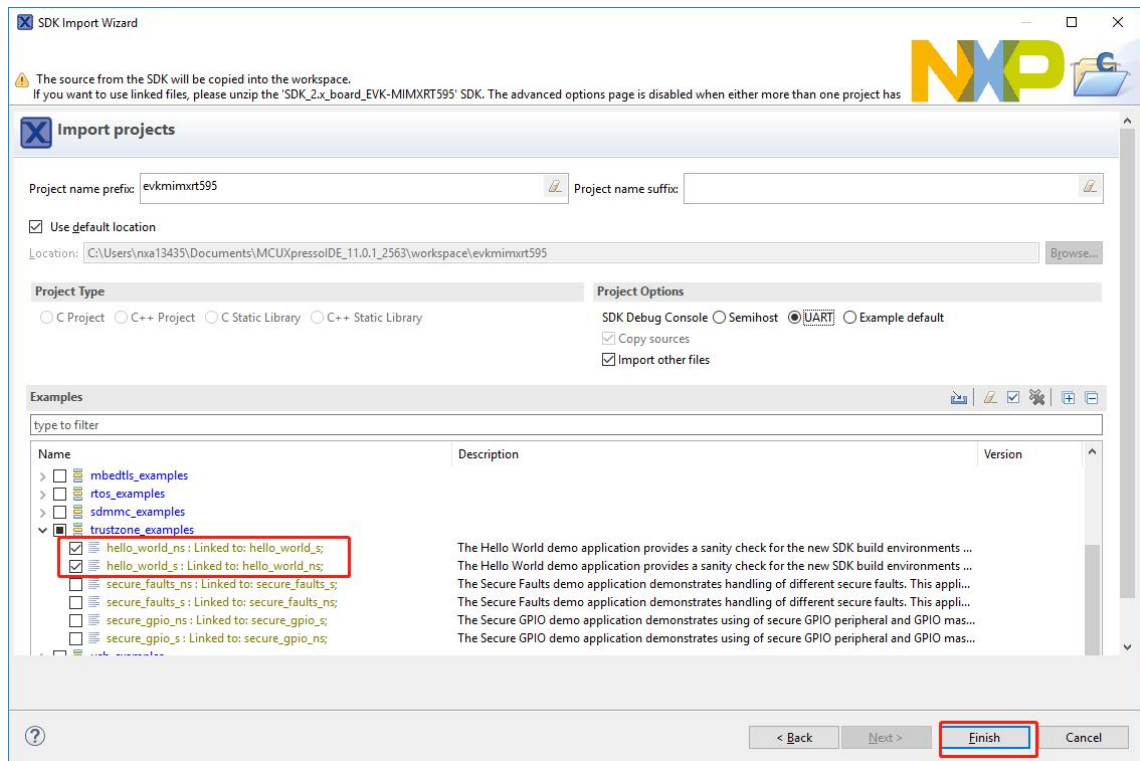 SDK Import Wizard
NXP
The source from the SDK will be copied into the workspace.
If you want to use linked files, please unzip the 'SDK_2.x_board_EVK-MIMXRT595' SDK. The advanced options page is disabled when either more than one project has
Import projects
Project name prefix: evkmimxrt595 Project name suffix:
Use default location
Location: C:\Users\nxa13435\Documents\MCUXpressoIDE_11.0.1_2563\workspace\evkmimxrt595 Browse...
Project Type Project Options
C Project C++ Project C Static Library C++ Static Library SDK Debug Console Semihost UART Example default
Copy sources
Import other files
Examples
type to filter
Name Description Version
mbedtls_examples
rtos_examples
sdmmc_examples
trustzone_examples
hello_world_ns : Linked to: hello_world_s; The Hello World demo application provides a sanity check for the new SDK build environments ...
hello_world_s : Linked to: hello_world_ns; The Hello World demo application provides a sanity check for the new SDK build environments ...
secure_faults_ns : Linked to: secure_faults_s; The Secure Faults demo application demonstrates handling of different secure faults. This appli...
secure_faults_s : Linked to: secure_faults_ns; The Secure Faults demo application demonstrates handling of different secure faults. This appli...
secure_gpio_ns : Linked to: secure_gpio_s; The Secure GPIO demo application demonstrates using of secure GPIO peripheral and GPIO mas...
secure_gpio_s : Linked to: secure_gpio_ns; The Secure GPIO demo application demonstrates using of secure GPIO peripheral and GPIO mas...
< Back Next > Finish Cancel